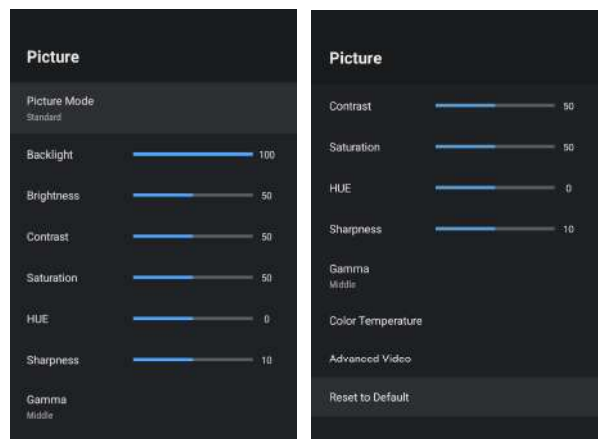 Picture
Picture Mode
Standard
Backlight 100
Brightness 50
Contrast 50
Saturation 50
HUE 0
Sharpness 10
Gamma
Middle
Picture
Contrast 50
Saturation 50
HUE 0
Sharpness 10
Gamma
Middle
Color Temperature
Advanced Video
Reset to Default